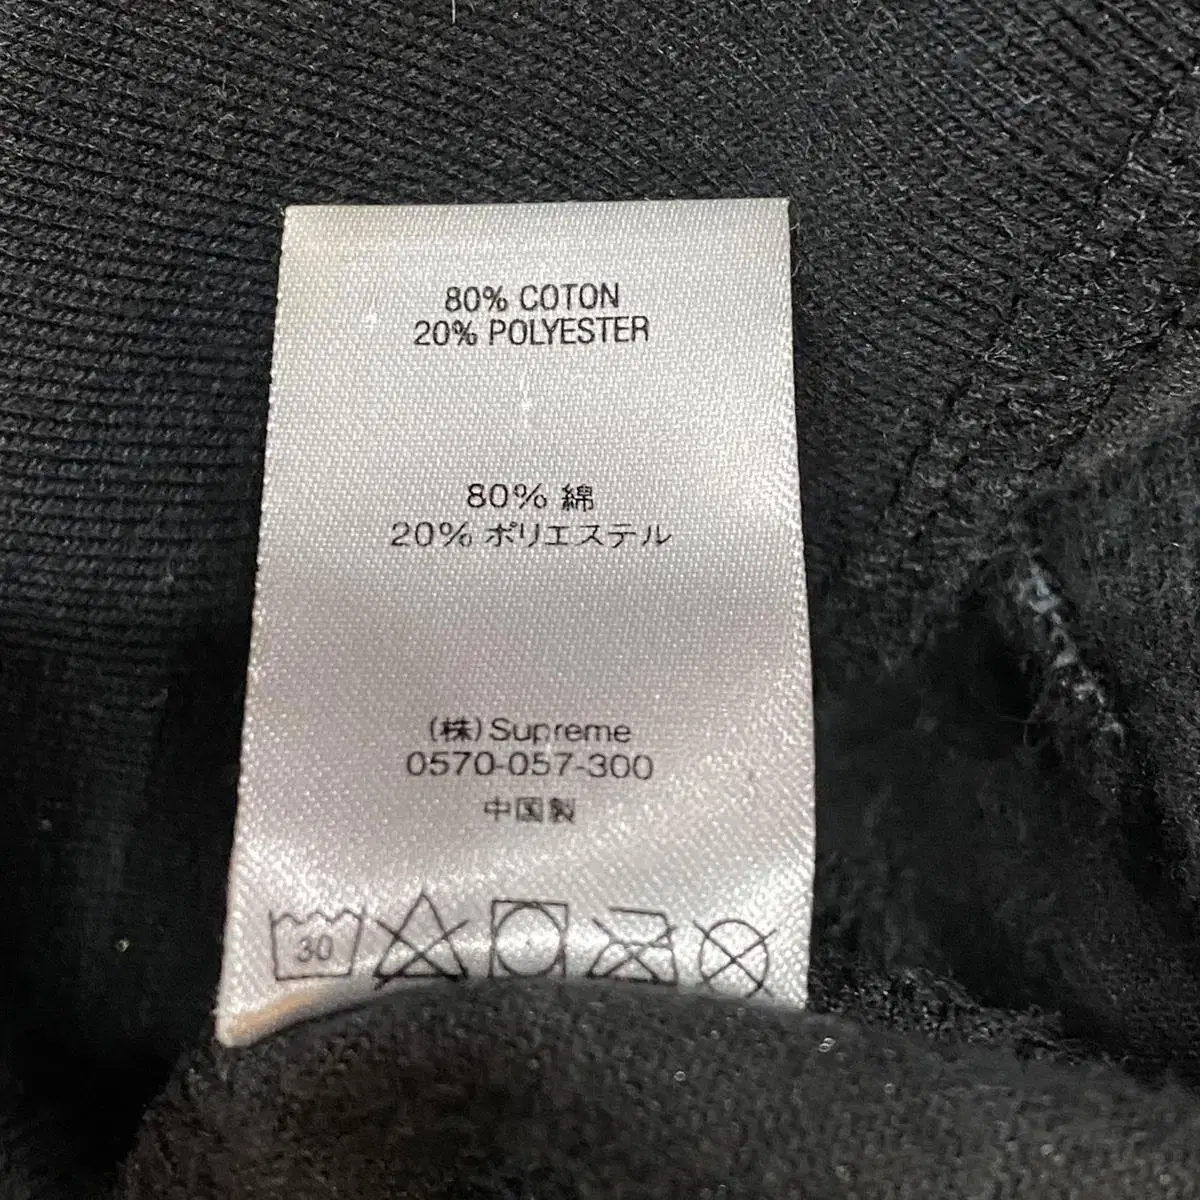 80% COTON
20% POLYESTER
80% 綿
20% ポリエステル
(株)Supreme
0570-057-300
中国製
30